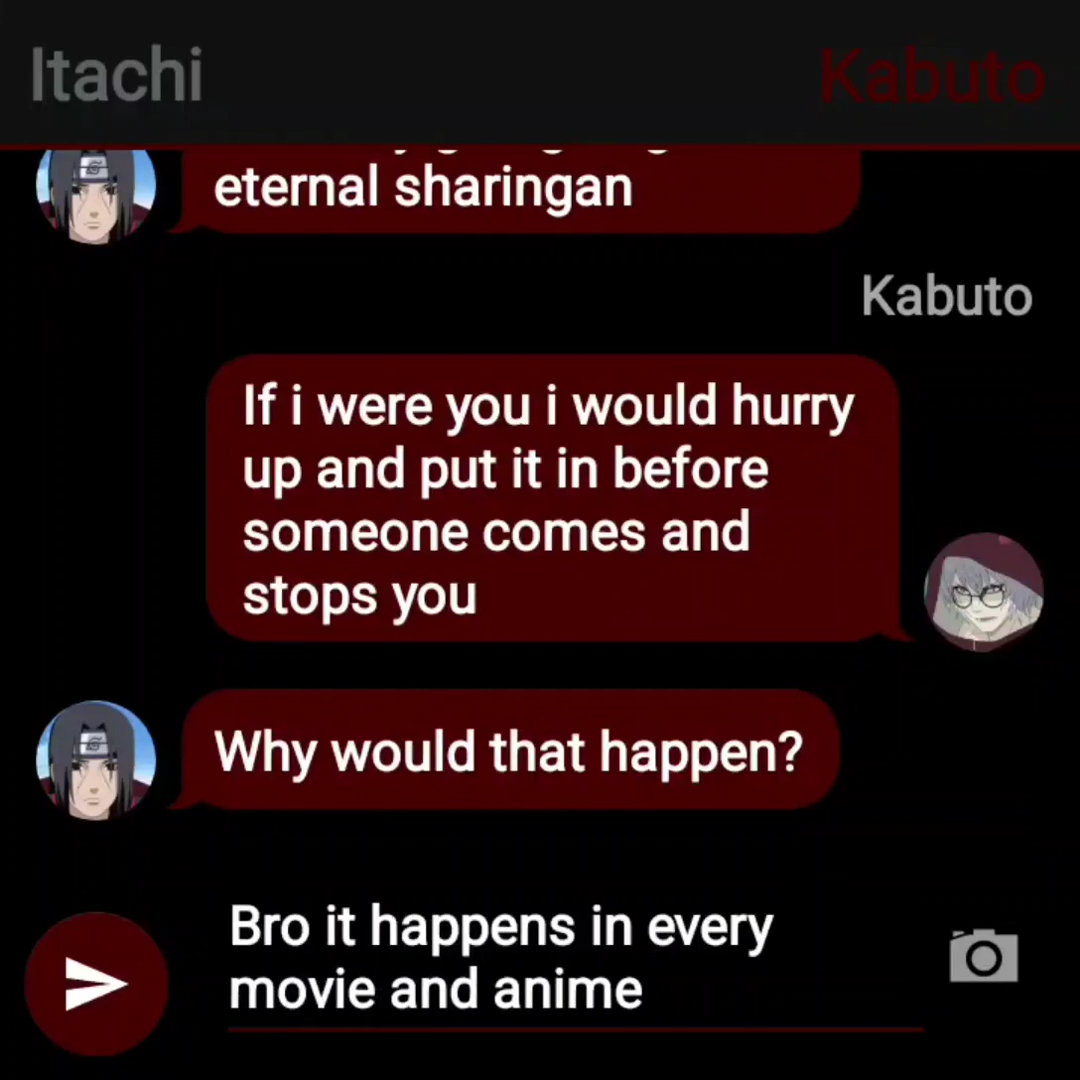 Itachi
Kabuto
eternal sharingan
Kabuto
If i were you i would hurry
up and put it in before
someone comes and
stops you
Why would that happen?
Bro it happens in every
movie and anime